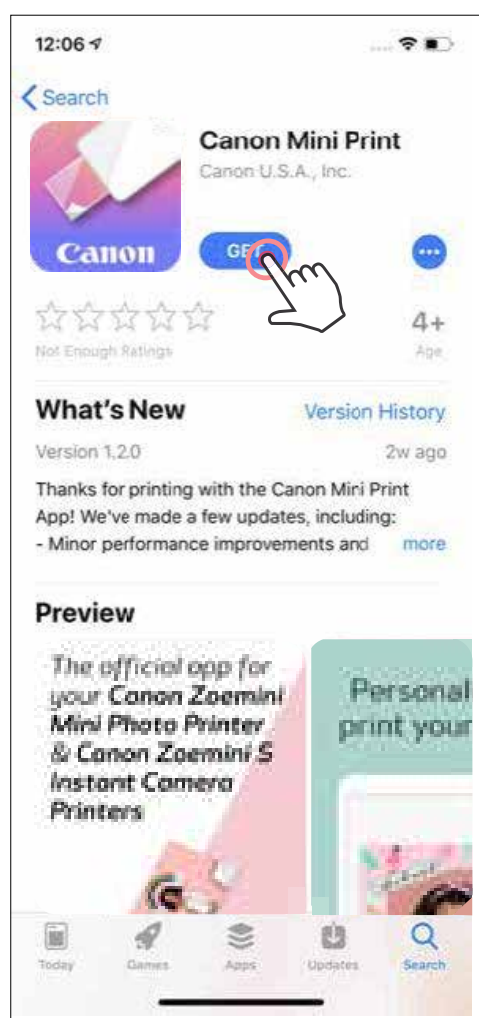 12:06
Search
Canon Mini Print
Canon U.S.A., Inc.
Canon
GET
4+
Not Enough Ratings
Age
What's New
Version History
Version 1.2.0
2w ago
Thanks for printing with the Canon Mini Print
App! We've made a few updates, including:
- Minor performance improvements and more
Preview
The official app for
your Canon Zoemini
Mini Photo Printer
& Canon Zoemini S
Instant Camera
Printers
Personal
print your
Today
Games
Apps
Updates
Search